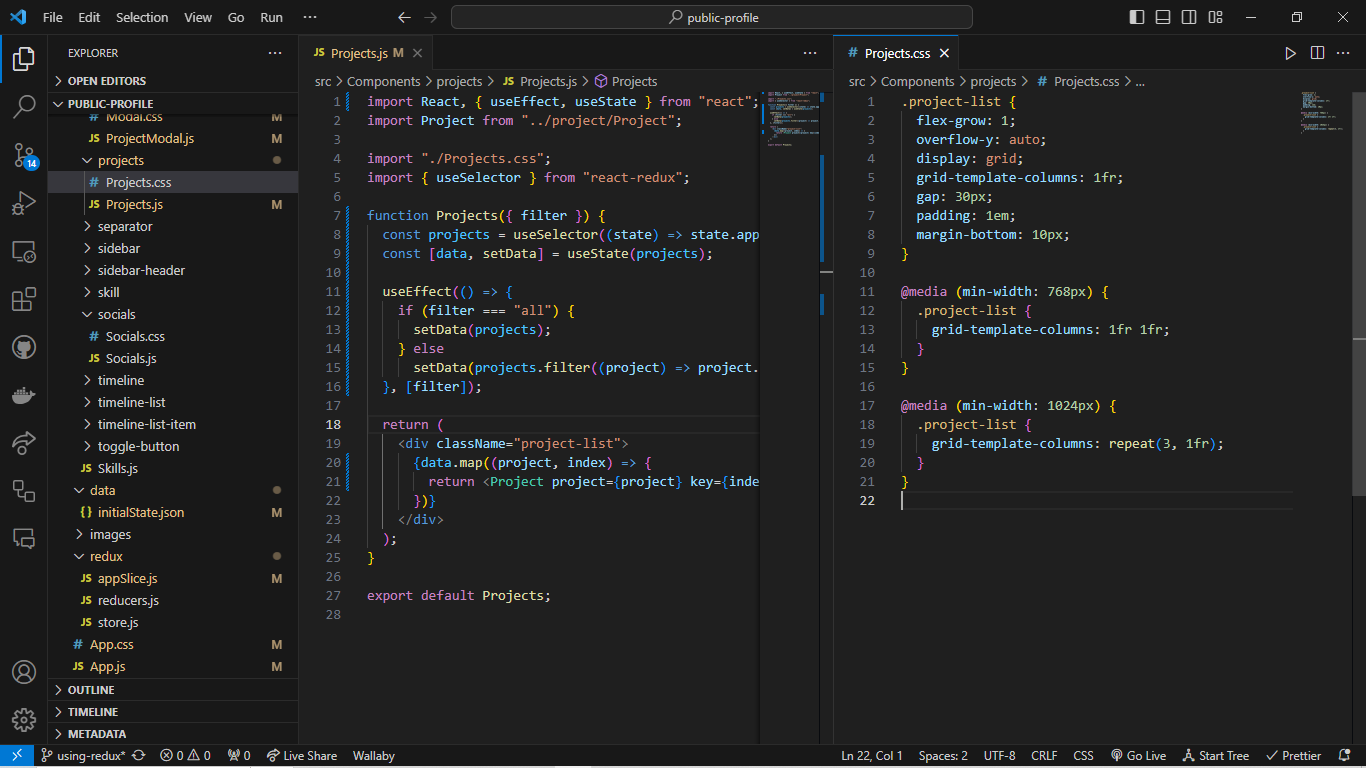 File Edit Selection View Go Run ···
public-profile
EXPLORER
OPEN EDITORS
PUBLIC-PROFILE
Modal.css M
ProjectModal.js M
projects
# Projects.css
JS Projects.js M
separator
sidebar
sidebar-header
skill
socials
# Socials.css
JS Socials.js
timeline
timeline-list
timeline-list-item
toggle-button
JS Skills.js
data
{} initialState.json M
images
redux
JS appSlice.js M
JS reducers.js
JS store.js
# App.css M
JS App.js M
OUTLINE
TIMELINE
METADATA
14
JS Projects.js M
src > Components > projects > JS Projects.js > Projects
1 import React, { useEffect, useState } from "react";
2 import Project from "../project/Project";
3
4 import "./Projects.css";
5 import { useSelector } from "react-redux";
6
7 function Projects({ filter }) {
8 const projects = useSelector((state) => state.app
9 const [data, setData] = useState(projects);
10
11 useEffect(() => {
12 if (filter === "all") {
13 setData(projects);
14 } else
15 setData(projects.filter((project) => project.
16 }, [filter]);
17
18 return (
19 <div className="project-list">
20 {data.map((project, index) => {
21 return <Project project={project} key={inde
22 })}
23 </div>
24 );
25 }
26
27 export default Projects;
28
# Projects.css
src > Components > projects > # Projects.css > ...
1 .project-list {
2 flex-grow: 1;
3 overflow-y: auto;
4 display: grid;
5 grid-template-columns: 1fr;
6 gap: 30px;
7 padding: 1em;
8 margin-bottom: 10px;
9 }
10
11 @media (min-width: 768px) {
12 .project-list {
13 grid-template-columns: 1fr 1fr;
14 }
15 }
16
17 @media (min-width: 1024px) {
18 .project-list {
19 grid-template-columns: repeat(3, 1fr);
20 }
21 }
22
using-redux* 0 0 0 Live Share Wallaby Ln 22, Col 1 Spaces: 2 UTF-8 CRLF CSS Go Live Start Tree Prettier